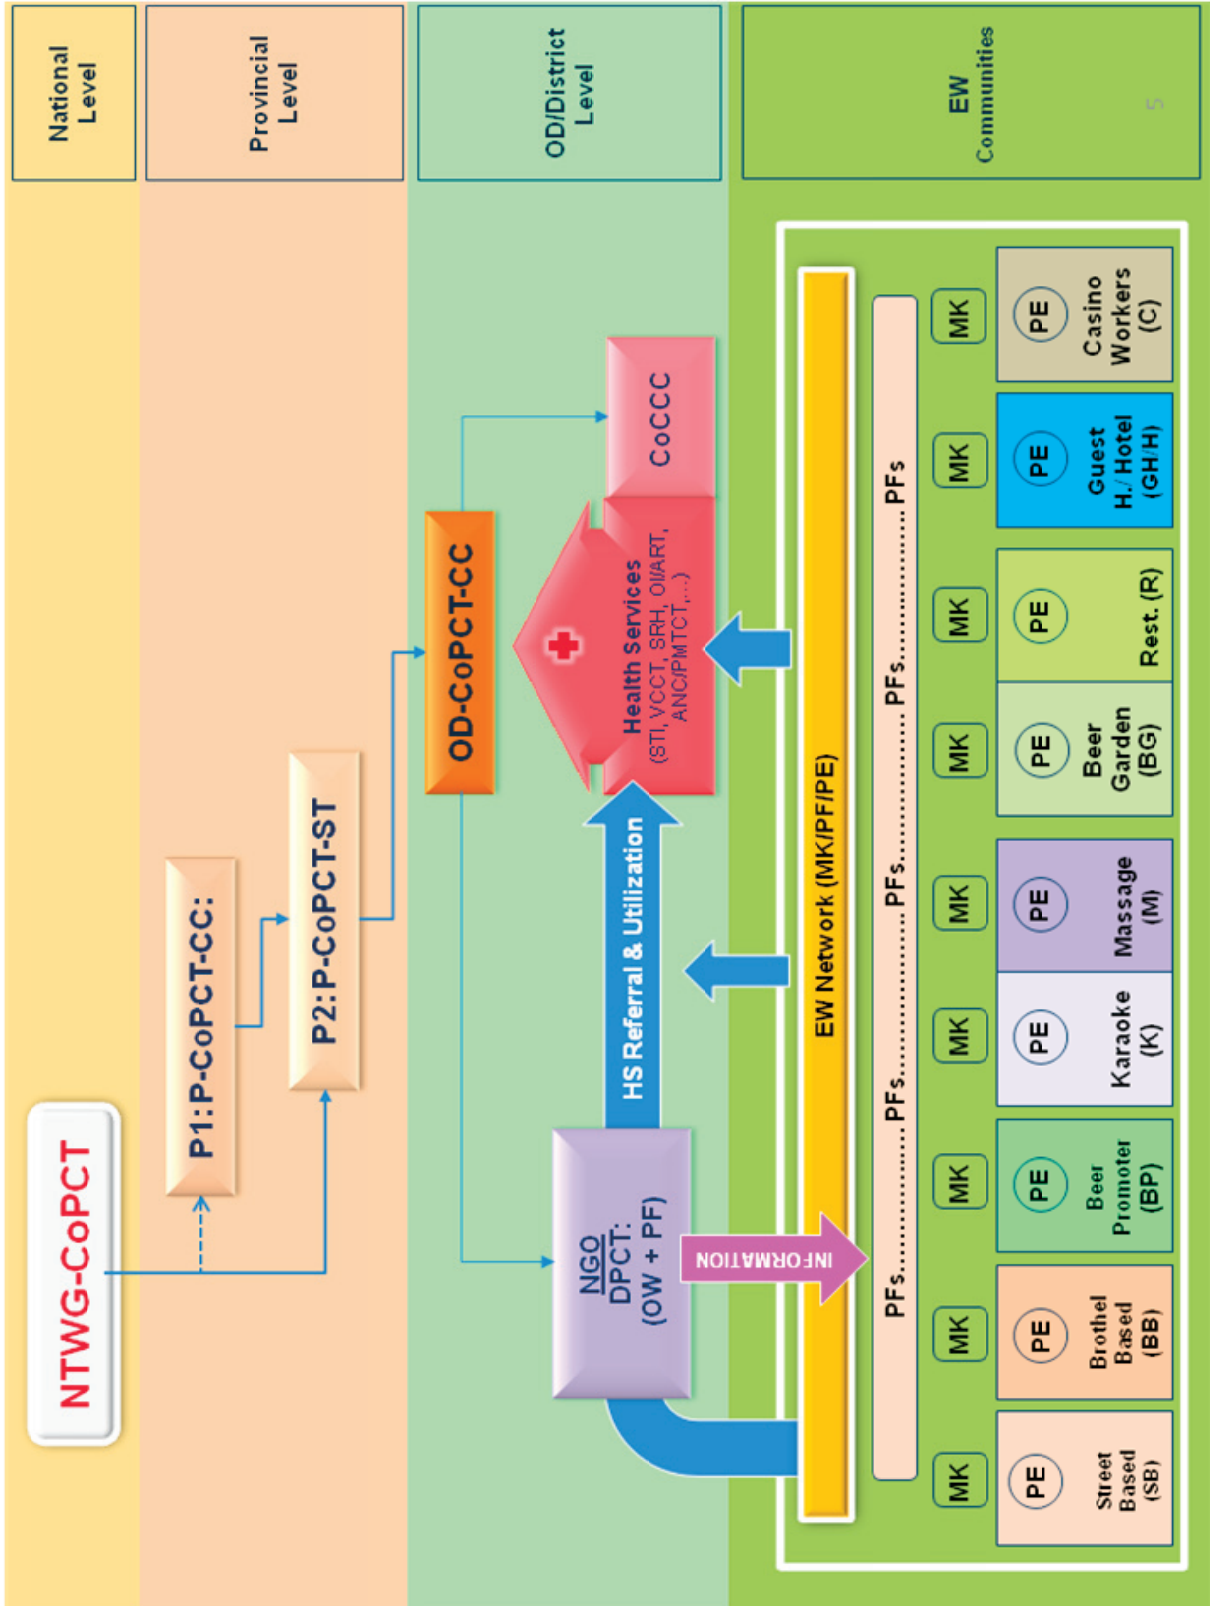 National
Level
NTWG-CoPCT
Provincial
Level
P1:P-CoPCT-CC:
P2:P-CoPCT-ST
OD/District
Level
OD-CoPCT-CC
NGO
DPCT:
(OW + PF)
HS Referral & Utilization
Health Services
(STI, VCCT, SRH, OI/ART,
ANC/PMTCT,...)
CoCCC
INFORMATION
EW
Communities
EW Network (MK/PF/PE)
PFs............PFs.....................PFs.................PFs.....................PFs
MK
MK
MK
MK
MK
MK
MK
MK
MK
PE
PE
PE
PE
PE
PE
PE
PE
PE
Street
Based
(SB)
Brothel
Based
(BB)
Beer
Promoter
(BP)
Karaoke
(K)
Massage
(M)
Beer
Garden
(BG)
Rest. (R)
Guest
H./ Hotel
(GH/H)
Casino
Workers
(C)
5